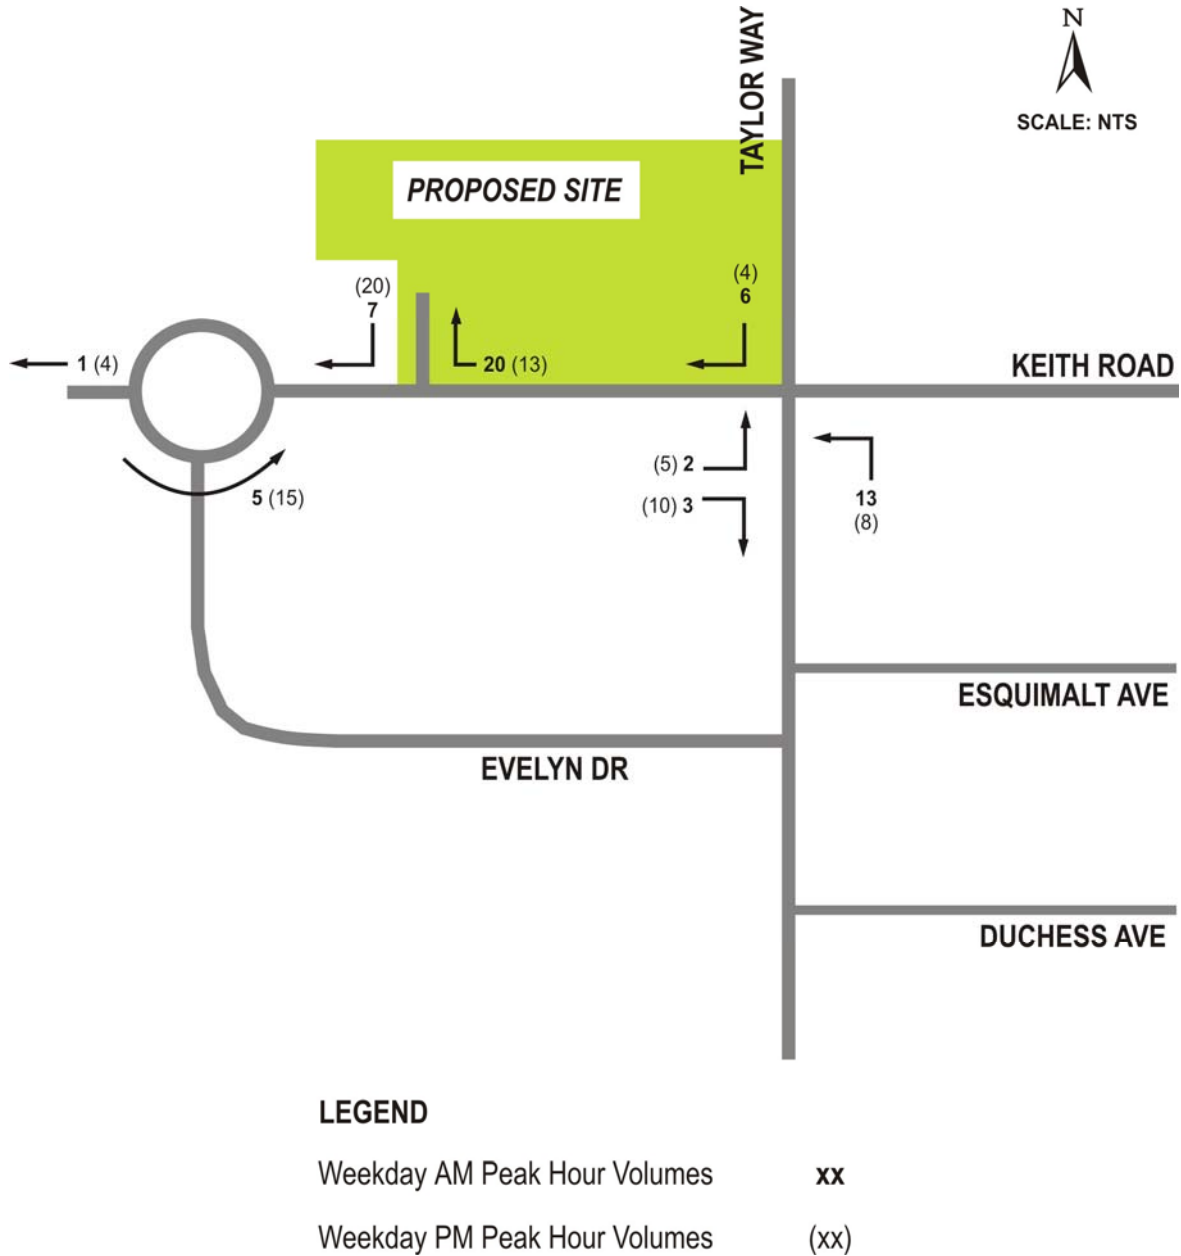 N
SCALE: NTS
TAYLOR WAY
PROPOSED SITE
(20)
7
(4)
6
1 (4)
20 (13)
KEITH ROAD
(5) 2
(10) 3
13
(8)
5 (15)
ESQUIMALT AVE
EVELYN DR
DUCHESS AVE
LEGEND
Weekday AM Peak Hour Volumes xx
Weekday PM Peak Hour Volumes (xx)